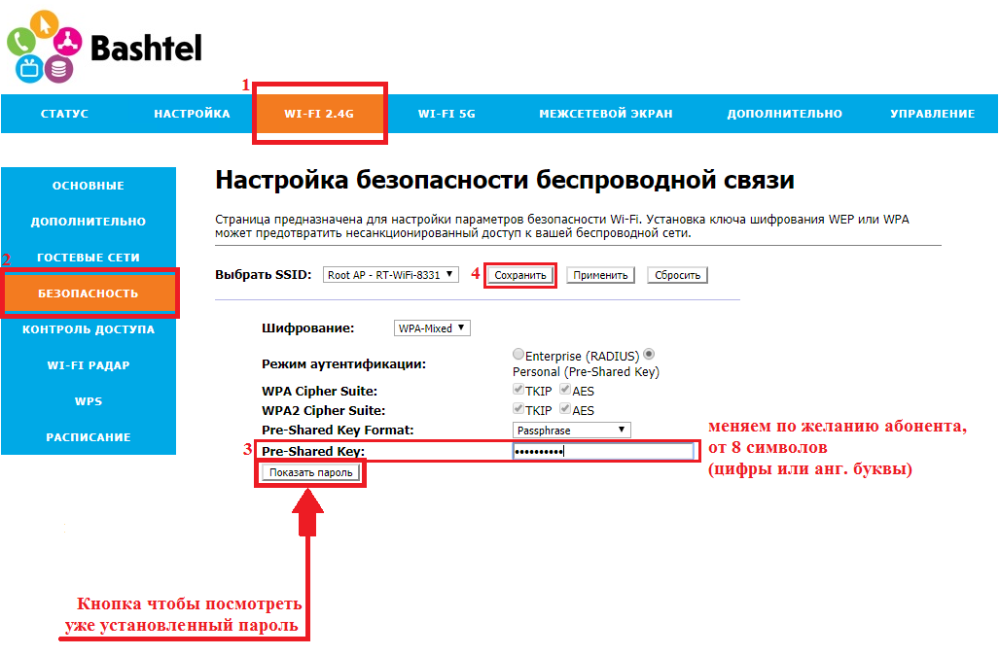 Bashtel
1
СТАТУС НАСТРОЙКА WI-FI 2.4G WI-FI 5G МЕЖСЕТЕВОЙ ЭКРАН ДОПОЛНИТЕЛЬНО УПРАВЛЕНИЕ
ОСНОВНЫЕ
ДОПОЛНИТЕЛЬНО
ГОСТЕВЫЕ СЕТИ
2
БЕЗОПАСНОСТЬ
КОНТРОЛЬ ДОСТУПА
WI-FI РАДАР
WPS
РАСПИСАНИЕ
Настройка безопасности беспроводной связи
Страница предназначена для настройки параметров безопасности Wi-Fi. Установка ключа шифрования WEP или WPA
может предотвратить несанкционированный доступ к вашей беспроводной сети.
Выбрать SSID: Root AP - RT-WiFi-8331 4 Сохранить Применить Сбросить
Шифрование: WPA-Mixed
Enterprise (RADIUS)
Режим аутентификации: Personal (Pre-Shared Key)
WPA Cipher Suite: TKIP AES
WPA2 Cipher Suite: TKIP AES
Pre-Shared Key Format: Passphrase
3 Pre-Shared Key: ••••••••••
Показать пароль
меняем по желанию абонента,
от 8 символов
(цифры или анг. буквы)
Кнопка чтобы посмотреть
уже установленный пароль